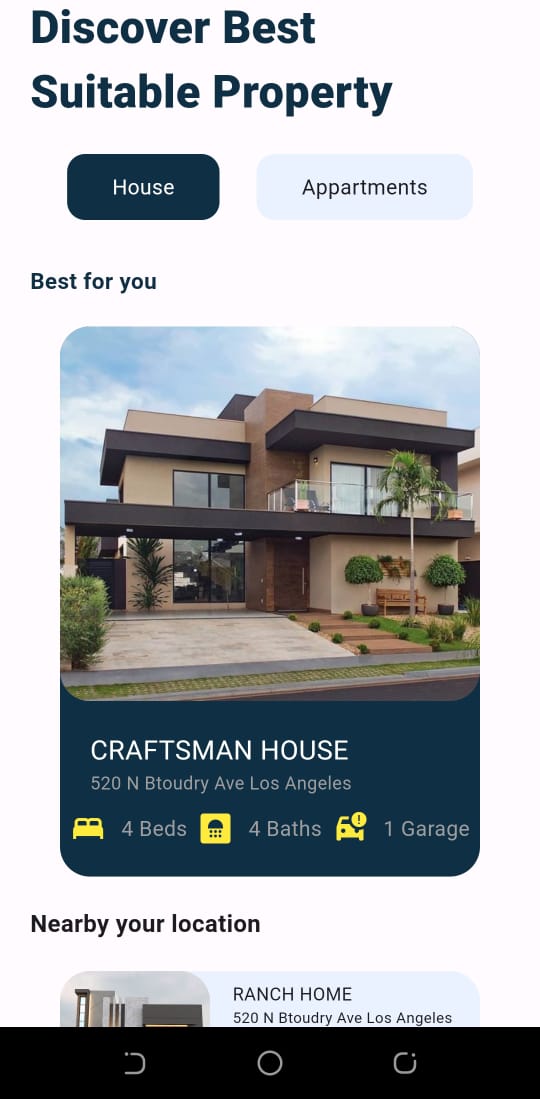 Discover Best
Suitable Property
House
Appartments
Best for you
CRAFTSMAN HOUSE
520 N Btoudry Ave Los Angeles
4 Beds 4 Baths 1 Garage
Nearby your location
RANCH HOME
520 N Btoudry Ave Los Angeles